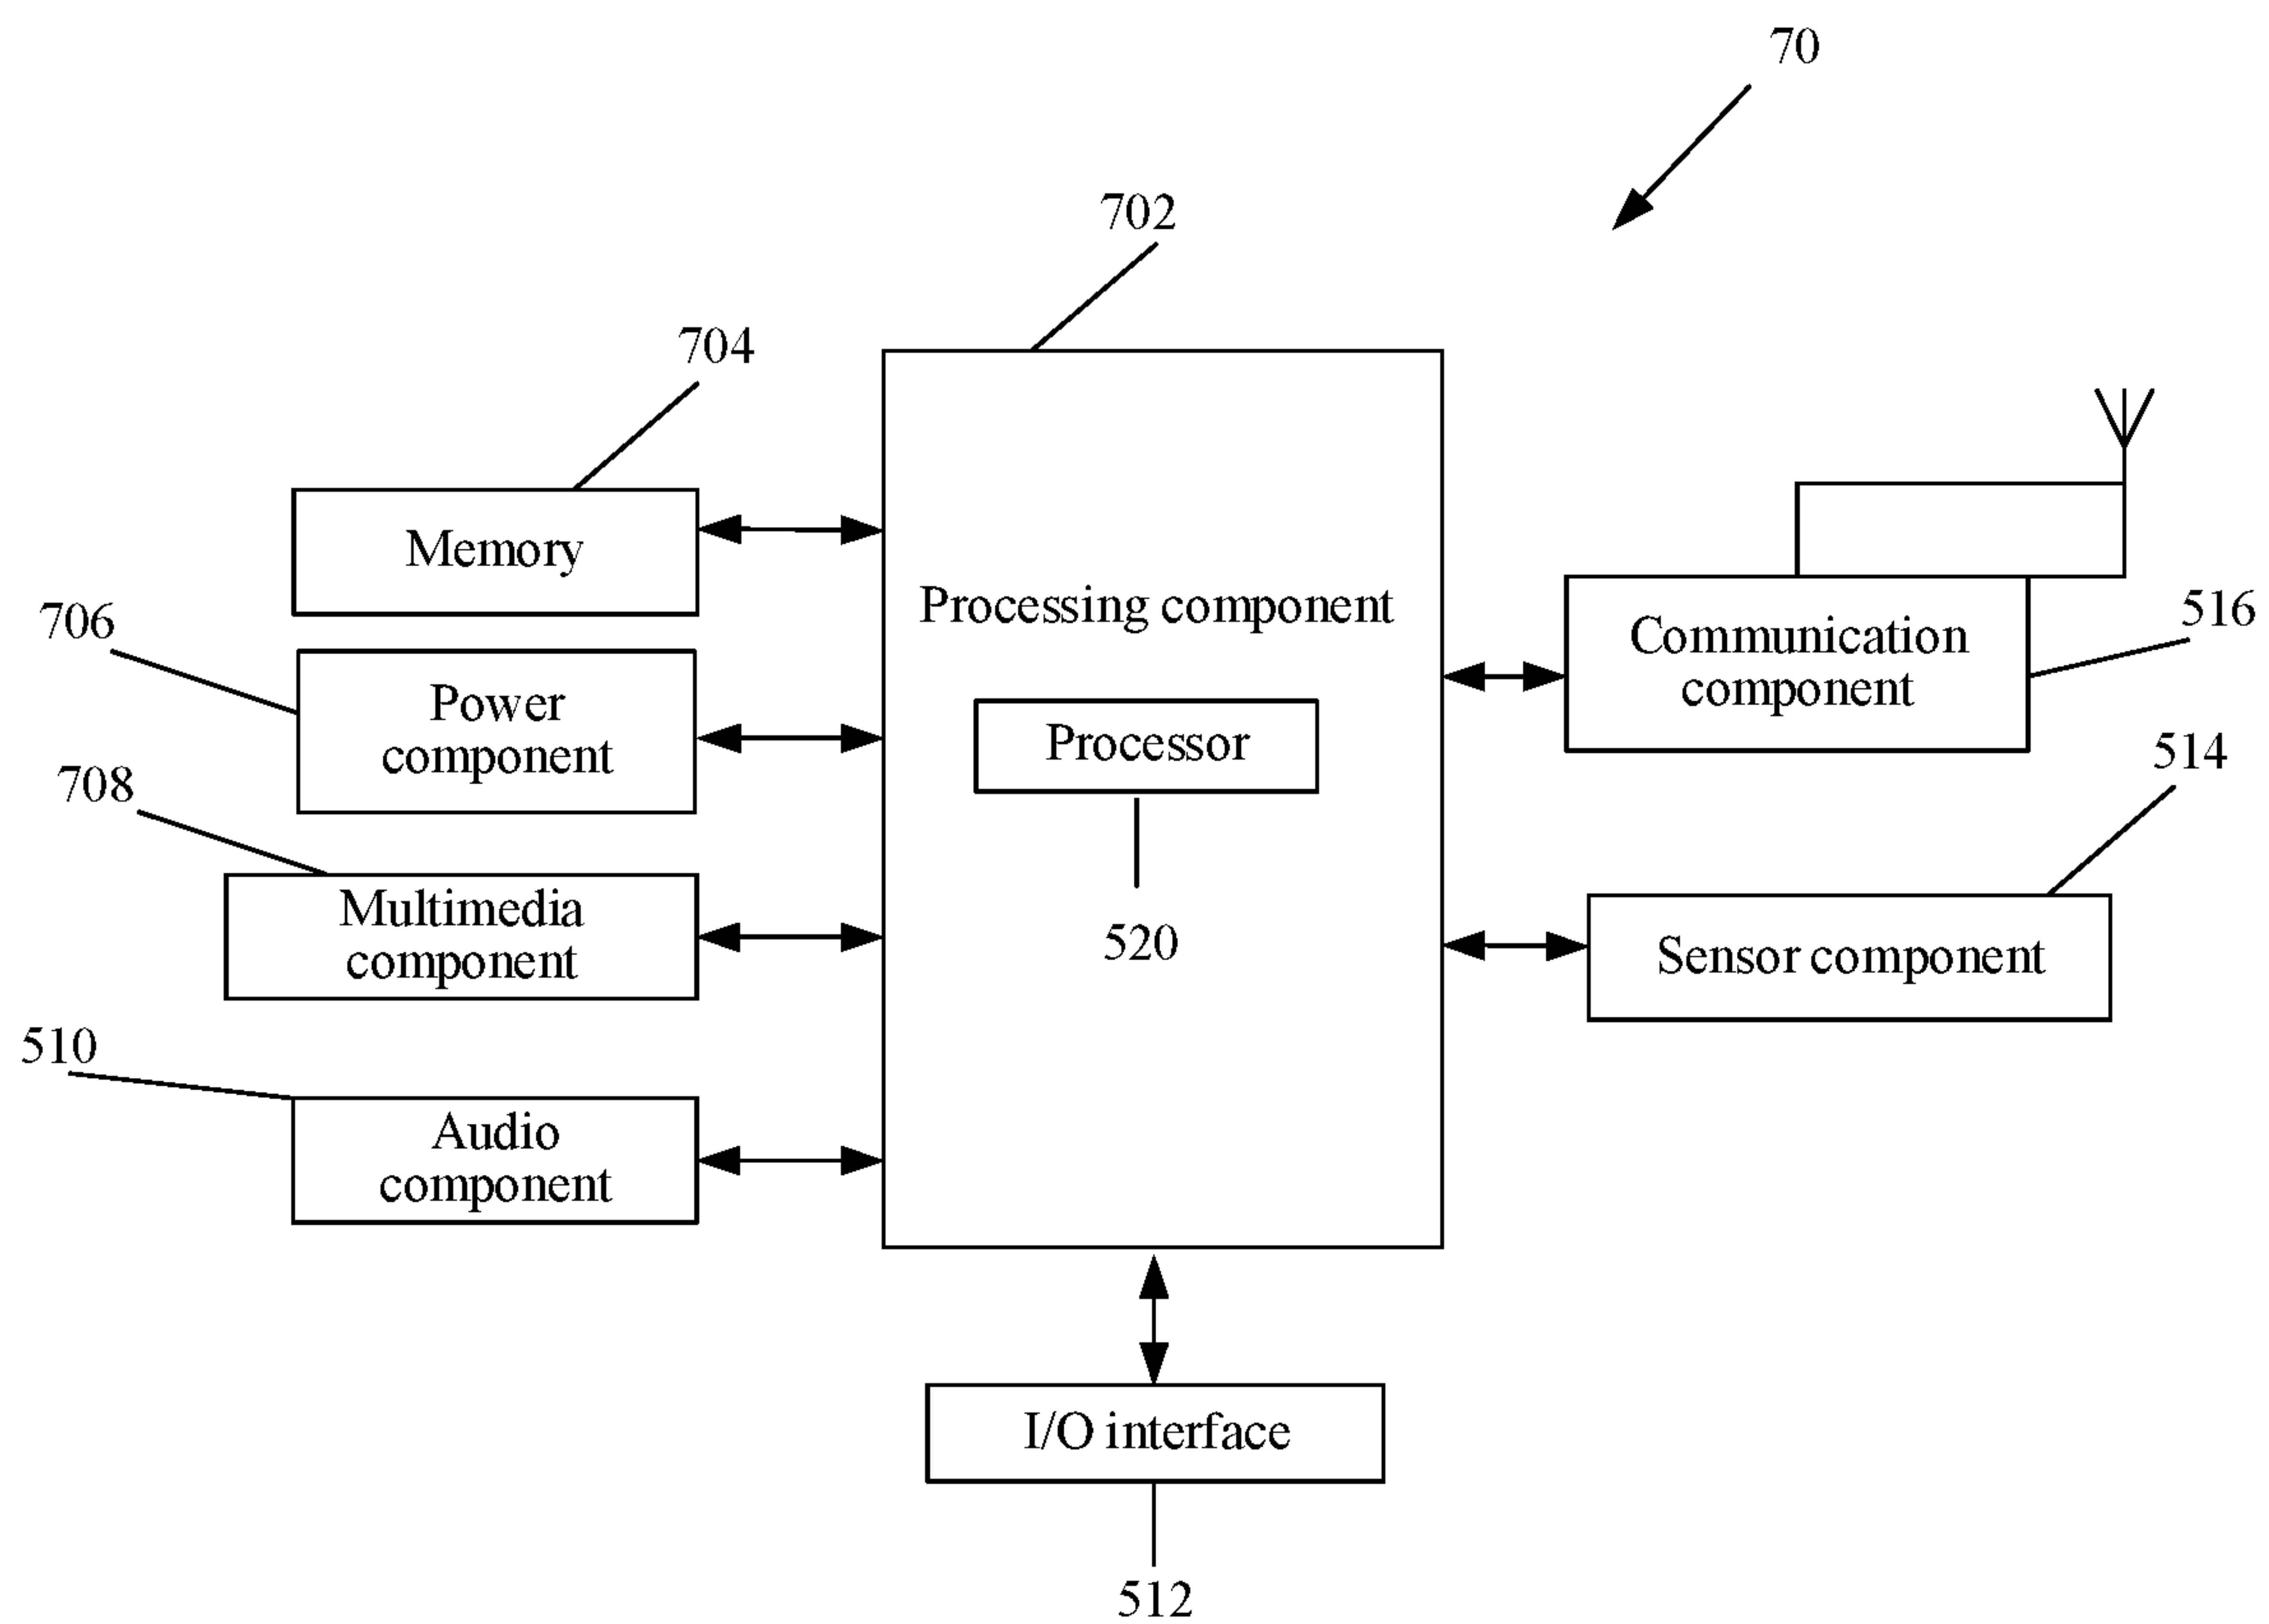 70
702
704
Memory
706
Power
component
708
Multimedia
component
510
Audio
component
Processing component
Processor
520
Communication
component
516
514
Sensor component
I/O interface
512